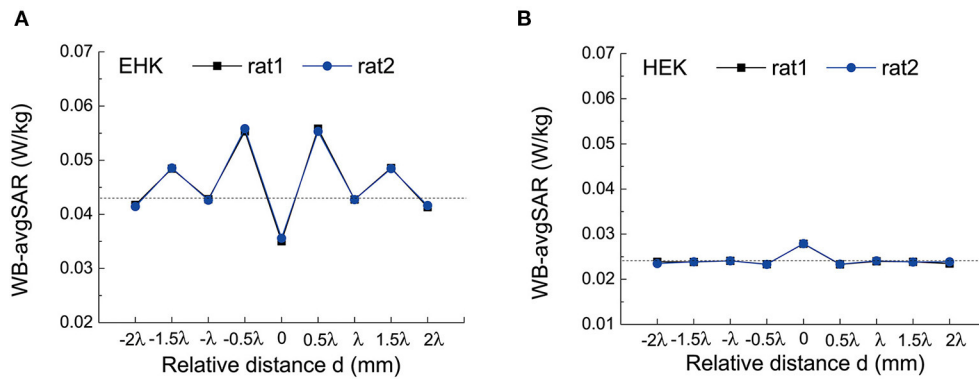 A
EHK rat1 rat2
0.07
0.06
0.05
0.04
0.03
0.02
WB-avgSAR (W/kg)
-2λ -1.5λ -λ -0.5λ 0 0.5λ λ 1.5λ 2λ
Relative distance d (mm)
B
HEK rat1 rat2
0.07
0.06
0.05
0.04
0.03
0.02
0.01
WB-avgSAR (W/kg)
-2λ -1.5λ -λ -0.5λ 0 0.5λ λ 1.5λ 2λ
Relative distance d (mm)